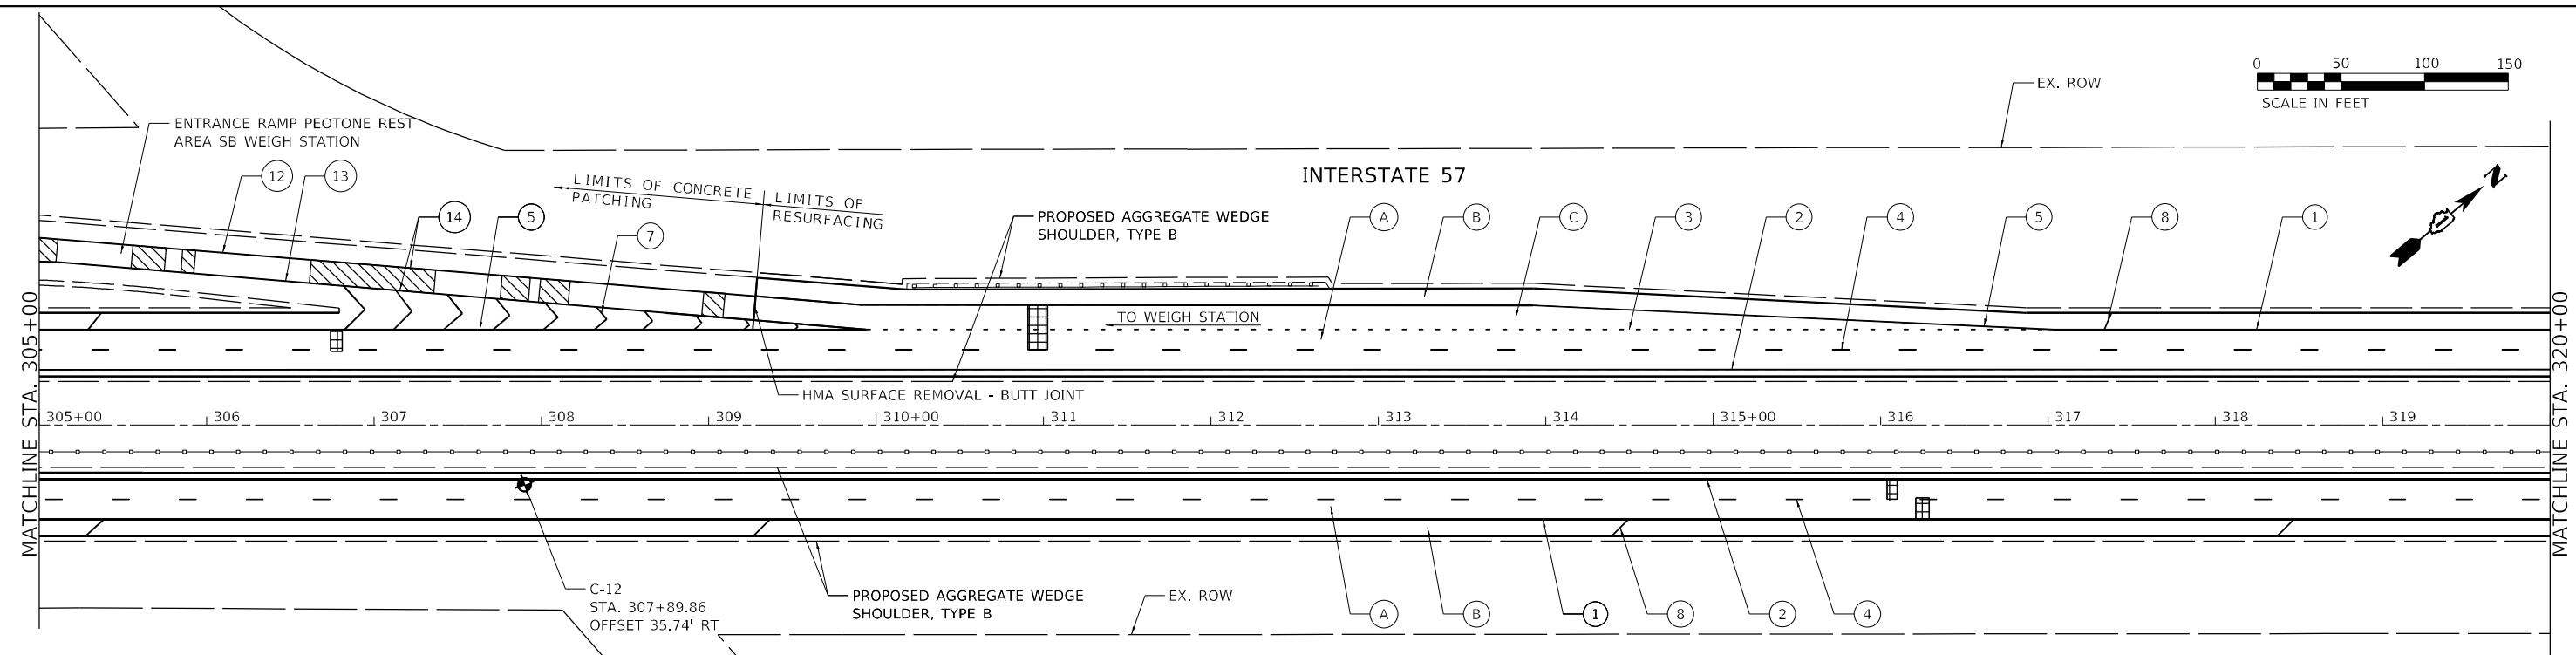 0 50 100 150
SCALE IN FEET
EX. ROW
ENTRANCE RAMP PEOTONE REST
AREA SB WEIGH STATION
12
13
LIMITS OF CONCRETE
PATCHING
LIMITS OF
RESURFACING
INTERSTATE 57
N
14
5
7
PROPOSED AGGREGATE WEDGE
SHOULDER, TYPE B
A
B
C
3
2
4
5
8
1
TO WEIGH STATION
HMA SURFACE REMOVAL - BUTT JOINT
MATCHLINE STA. 305+00
305+00 306 307 308 309 310+00 311 312 313 314 315+00 316 317 318 319
MATCHLINE STA. 320+00
C-12
STA. 307+89.86
OFFSET 35.74' RT
PROPOSED AGGREGATE WEDGE
SHOULDER, TYPE B
EX. ROW
A
B
1
8
2
4